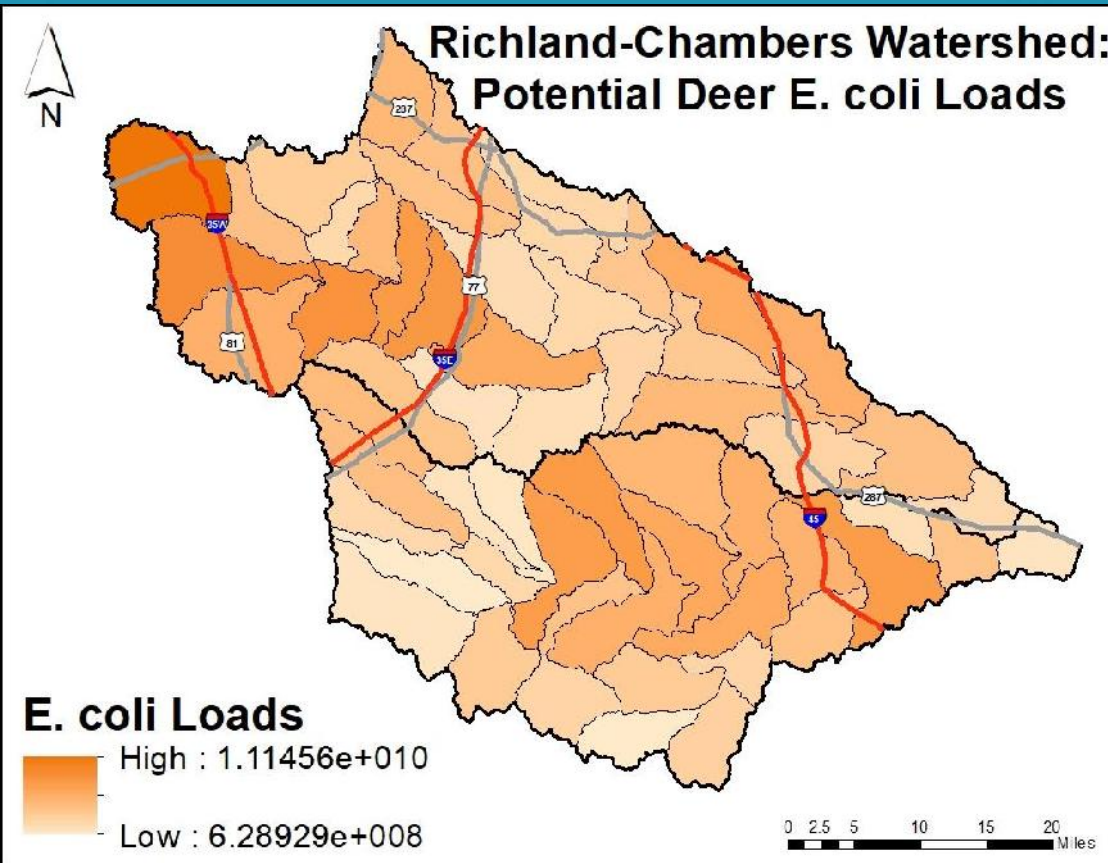 Richland-Chambers Watershed:
Potential Deer E. coli Loads
N
287
35W
77
81
35E
287
45
E. coli Loads
High : 1.11456e+010
Low : 6.28929e+008
0 2.5 5 10 15 20
Miles